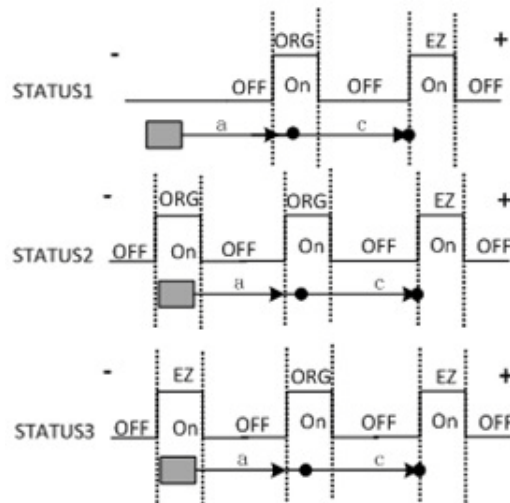 - ORG EZ +
STATUS1 OFF On OFF On OFF
a c
- ORG ORG EZ +
STATUS2 OFF On OFF On OFF On OFF
a c
- EZ ORG EZ +
STATUS3 OFF On OFF On OFF On OFF
a c